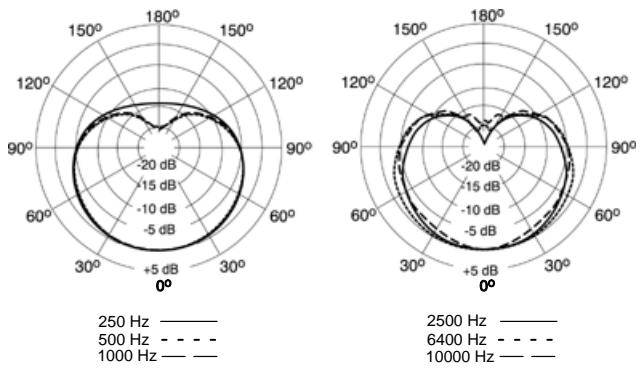 180º 180º
150º 150º 150º 150º
120º 120º 120º 120º
90º 90º 90º 90º
-20 dB -20 dB
-15 dB -15 dB
60º -10 dB 60º 60º -10 dB 60º
-5 dB -5 dB
30º +5 dB 30º 30º +5 dB 30º
0º 0º
250 Hz 2500 Hz
500 Hz 6400 Hz
1000 Hz 10000 Hz